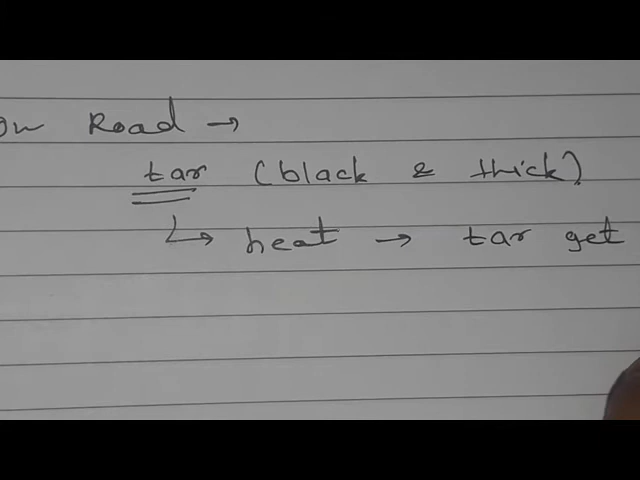 Road →
tar (black & thick)
↳ heat → tar get